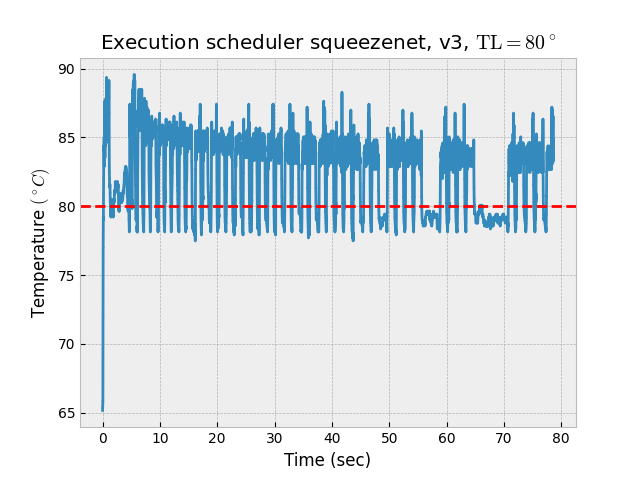 Execution scheduler squeezenet, v3, TL = 80°
90
85
80
75
70
65
Temperature (°C)
0 10 20 30 40 50 60 70 80
Time (sec)